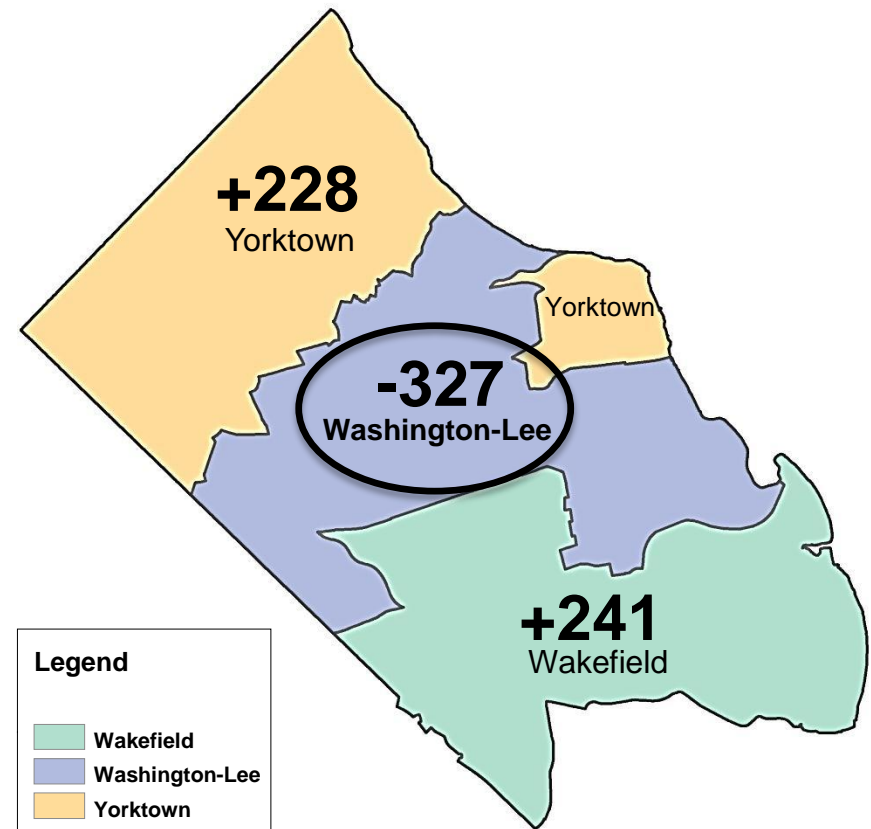 +228
Yorktown
Yorktown
-327
Washington-Lee
+241
Wakefield
Legend
Wakefield
Washington-Lee
Yorktown